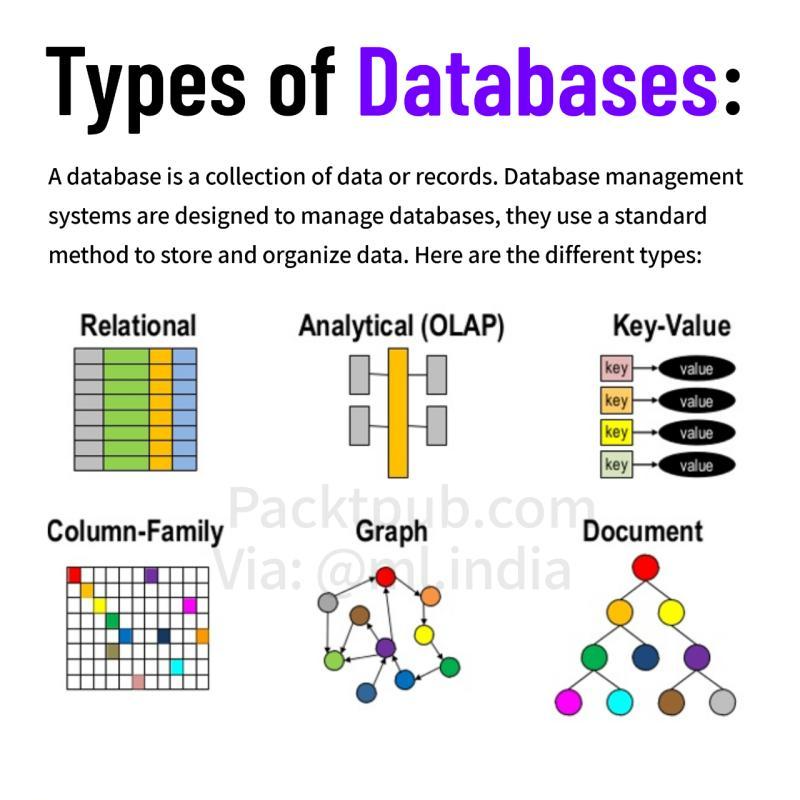 Types of Databases:
A database is a collection of data or records. Database management
systems are designed to manage databases, they use a standard
method to store and organize data. Here are the different types:
Relational
Analytical (OLAP)
Key-Value
key
value
key
value
key
value
key
value
Packtpub.com
Via: @ml.india
Column-Family
Graph
Document